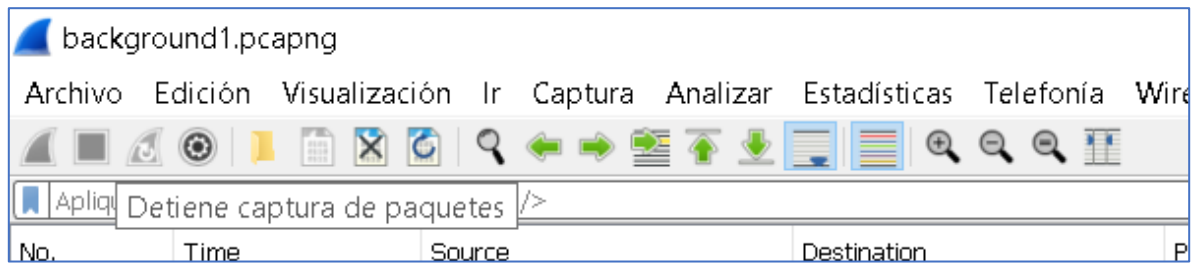 background1.pcapng
Archivo Edición Visualización Ir Captura Analizar Estadísticas Telefonía
Apliq Detiene captura de paquetes />
No. Time Source Destination P